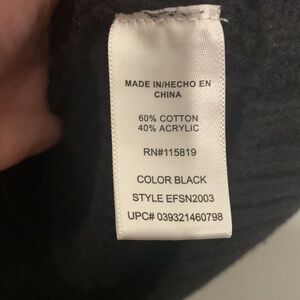 MADE IN/HECHO EN
CHINA
60% COTTON
40% ACRYLIC
RN#115819
COLOR BLACK
STYLE EFSN2003
UPC# 039321460798